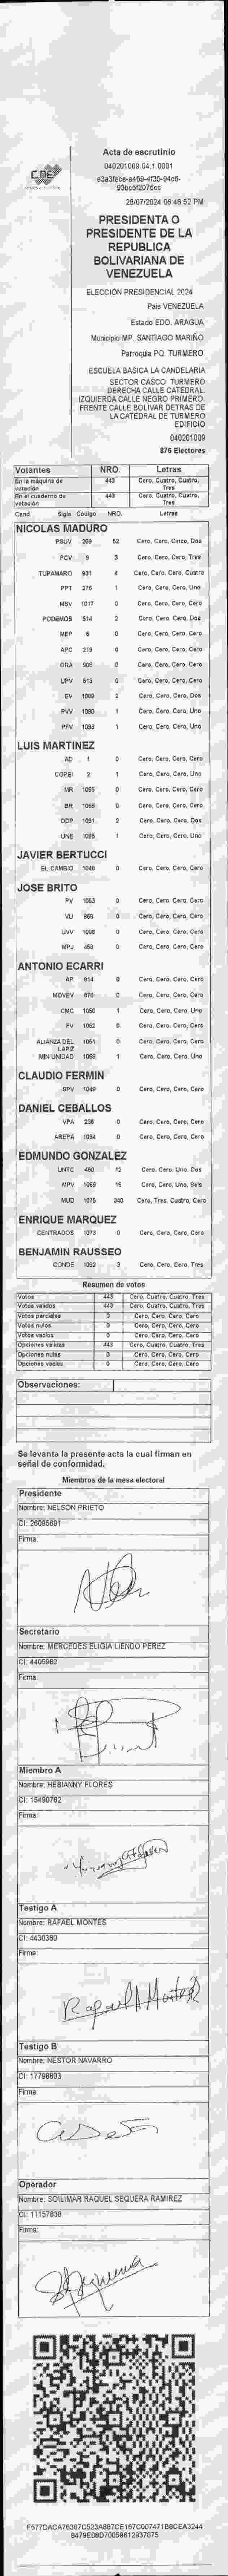 CNE
Acta de escrutinio
040201009.04.1.0001
28/07/2024 06:48:52 PM
PRESIDENTA O
PRESIDENTE DE LA
REPUBLICA
BOLIVARIANA DE
VENEZUELA
ELECCIÓN PRESIDENCIAL 2024
Pais VENEZUELA
Estado EDO. ARAGUA
Municipio MP. SANTIAGO MARIÑO
Parroquia PQ. TURMERO
ESCUELA BASICA LA CANDELARIA
SECTOR CASCO TURMERO
DERECHA CALLE CATEDRAL.
IZQUIERDA CALLE NEGRO PRIMERO.
FRENTE CALLE BOLIVAR DETRAS DE
LA CATEDRAL DE TURMERO
EDIFICIO
040201009
876 Electores
Votantes NRO. Letras
En la máquina de votación 443 Cero, Cuatro, Cuatro, Tres
En el cuaderno de votación 443 Cero, Cuatro, Cuatro, Tres
Cand Sigla Código NRO. Letras
NICOLAS MADURO
PSUV 269 52 Cero, Cero, Cinco, Dos
PCV 9 3 Cero, Cero, Cero, Tres
TUPAMARO 931 4 Cero, Cero, Cero, Cuatro
PPT 276 1 Cero, Cero, Cero, Uno
MSV 1017 0 Cero, Cero, Cero, Cero
PODEMOS 514 2 Cero, Cero, Cero, Dos
MEP 6 0 Cero, Cero, Cero, Cero
APC 219 0 Cero, Cero, Cero, Cero
ORA 906 0 Cero, Cero, Cero, Cero
UPV 513 0 Cero, Cero, Cero, Cero
EV 1089 2 Cero, Cero, Cero, Dos
PVV 1090 1 Cero, Cero, Cero, Uno
PFV 1093 1 Cero, Cero, Cero, Uno
LUIS MARTINEZ
AD 1 0 Cero, Cero, Cero, Cero
COPEI 2 1 Cero, Cero, Cero, Uno
MR 1055 0 Cero, Cero, Cero, Cero
BR 1066 0 Cero, Cero, Cero, Cero
DDP 1091 2 Cero, Cero, Cero, Dos
UNE 1095 1 Cero, Cero, Cero, Uno
JAVIER BERTUCCI
EL CAMBIO 1048 0 Cero, Cero, Cero, Cero
JOSE BRITO
PV 1053 0 Cero, Cero, Cero, Cero
VU 868 0 Cero, Cero, Cero, Cero
UVV 1096 0 Cero, Cero, Cero, Cero
MPJ 458 0 Cero, Cero, Cero, Cero
ANTONIO ECARRI
AP 814 0 Cero, Cero, Cero, Cero
MOVEV 978 0 Cero, Cero, Cero, Cero
CMC 1050 1 Cero, Cero, Cero, Uno
FV 1062 0 Cero, Cero, Cero, Cero
ALIANZA DEL LAPIZ 1051 0 Cero, Cero, Cero, Cero
MIN UNIDAD 1058 1 Cero, Cero, Cero, Uno
CLAUDIO FERMIN
SPV 1049 0 Cero, Cero, Cero, Cero
DANIEL CEBALLOS
VPA 236 0 Cero, Cero, Cero, Cero
AREPA 1094 0 Cero, Cero, Cero, Cero
EDMUNDO GONZALEZ
UNTC 460 12 Cero, Cero, Uno, Dos
MPV 1069 16 Cero, Cero, Uno, Seis
MUD 1075 340 Cero, Tres, Cuatro, Cero
ENRIQUE MARQUEZ
CENTRADOS 1073 0 Cero, Cero, Cero, Cero
BENJAMIN RAUSSEO
CONDE 1092 3 Cero, Cero, Cero, Tres
Resumen de votos
Votos 443 Cero, Cuatro, Cuatro, Tres
Votos validos 443 Cero, Cuatro, Cuatro, Tres
Votos parciales 0 Cero, Cero, Cero, Cero
Votos nulos 0 Cero, Cero, Cero, Cero
Votos vacíos 0 Cero, Cero, Cero, Cero
Opciones validas 443 Cero, Cuatro, Cuatro, Tres
Opciones nulas 0 Cero, Cero, Cero, Cero
Opciones vacías 0 Cero, Cero, Cero, Cero
Observaciones:
Se levanta la presente acta la cual firman en
señal de conformidad.
Miembros de la mesa electoral
Presidente
Nombre: NELSON PRIETO
CI: 26095691
Firma:
Secretario
Nombre: MERCEDES ELIGIA LIENDO PEREZ
CI: 4405982
Firma:
Miembro A
Nombre: HEBIANNY FLORES
CI: 15490762
Firma:
Testigo A
Nombre: RAFAEL MONTES
CI: 4430380
Firma:
Rafael Montes
Testigo B
Nombre: NESTOR NAVARRO
CI: 17798803
Firma:
Operador
Nombre: SOILIMAR RAQUEL SEQUERA RAMIREZ
CI: 11157838
Firma: